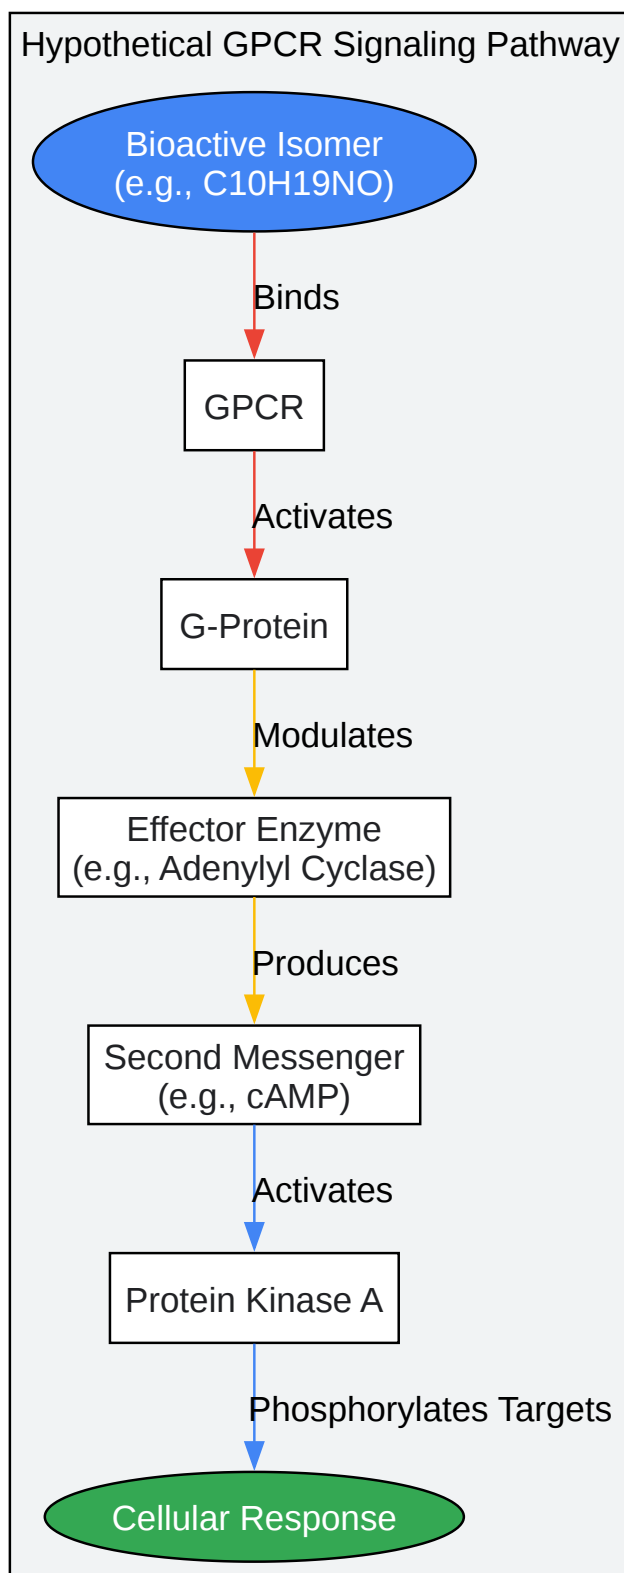 Hypothetical GPCR Signaling Pathway
Bioactive Isomer
(e.g., C10H19NO)
Binds
GPCR
Activates
G-Protein
Modulates
Effector Enzyme
(e.g., Adenylyl Cyclase)
Produces
Second Messenger
(e.g., cAMP)
Activates
Protein Kinase A
Phosphorylates Targets
Cellular Response